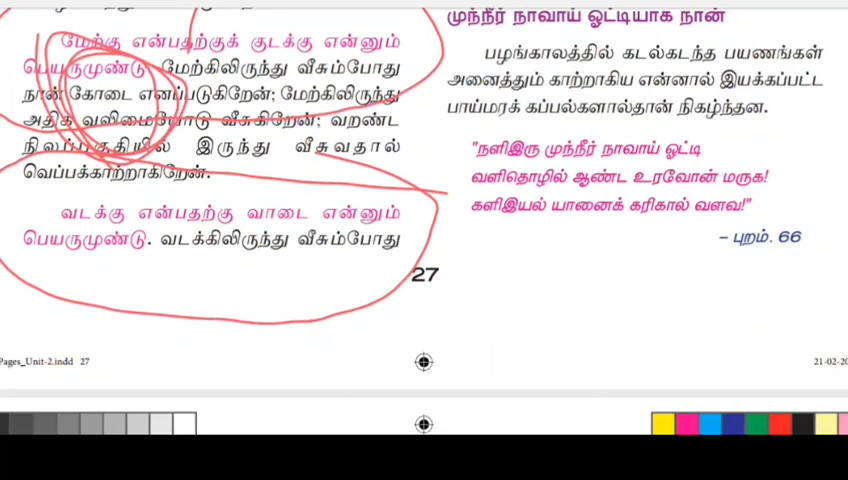 மேற்கு என்பதற்குக் குடக்கு என்னும்
பெயருமுண்டு. மேற்கிலிருந்து வீசும்போது
நான் கோடை எனப்படுகிறேன்; மேற்கிலிருந்து
அதிக வலிமையோடு வீசுகிறேன்; வறண்ட
நிலப்பகுதியில் இருந்து வீசுவதால்
வெப்பக்காற்றாகிறேன்.
வடக்கு என்பதற்கு வாடை என்னும்
பெயருமுண்டு. வடக்கிலிருந்து வீசும்போது
27
முந்நீர் நாவாய் ஓட்டியாக நான்
பழங்காலத்தில் கடல்கடந்த பயணங்கள்
அனைத்தும் காற்றாகிய என்னால் இயக்கப்பட்ட
பாய்மரக் கப்பல்களால்தான் நிகழ்ந்தன.
"நளிஇரு முந்நீர் நாவாய் ஓட்டி
வளிதொழில் ஆண்ட உரவோன் மருக!
களிஇயல் யானைக் கரிகால் வளவ!"
– புறம். 66
Pages_Unit-2.indd 27
21-02-20